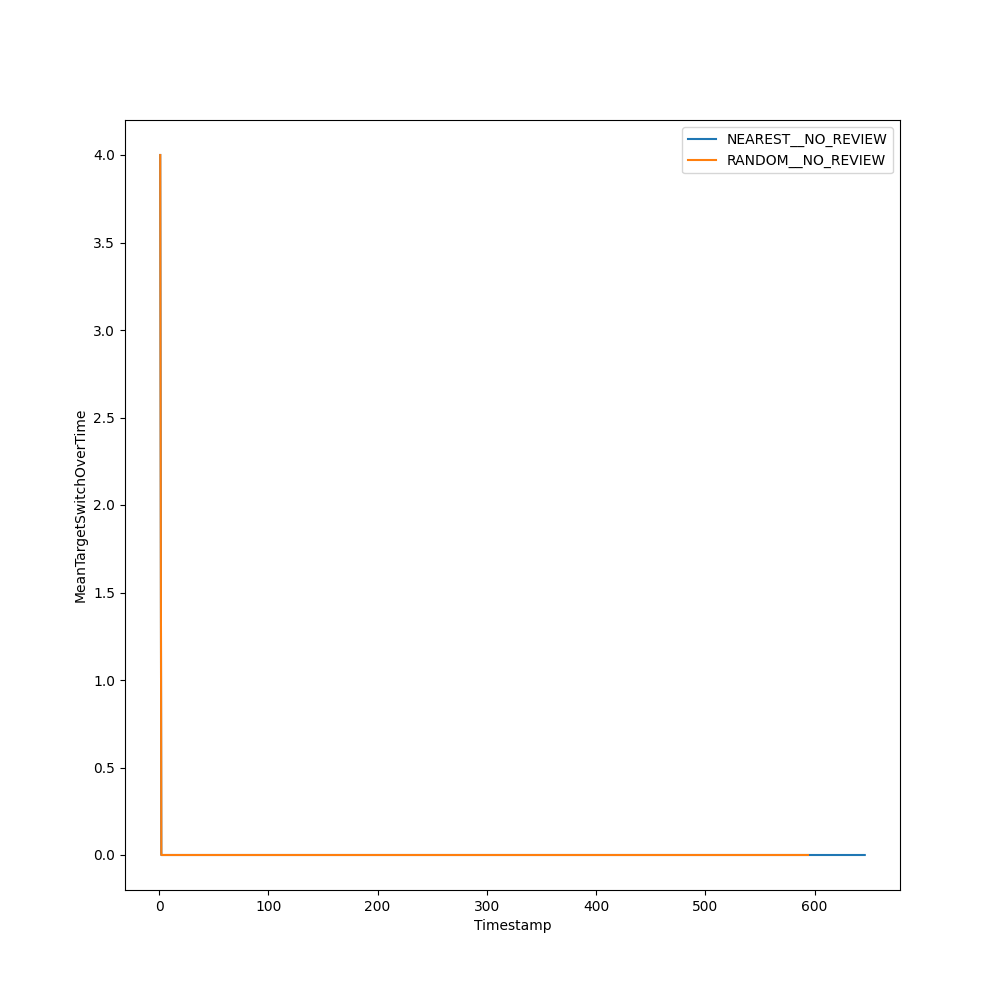 NEAREST__NO_REVIEW
RANDOM__NO_REVIEW
4.0
3.5
3.0
2.5
2.0
1.5
1.0
0.5
0.0
MeanTargetSwitchOverTime
0 100 200 300 400 500 600
Timestamp